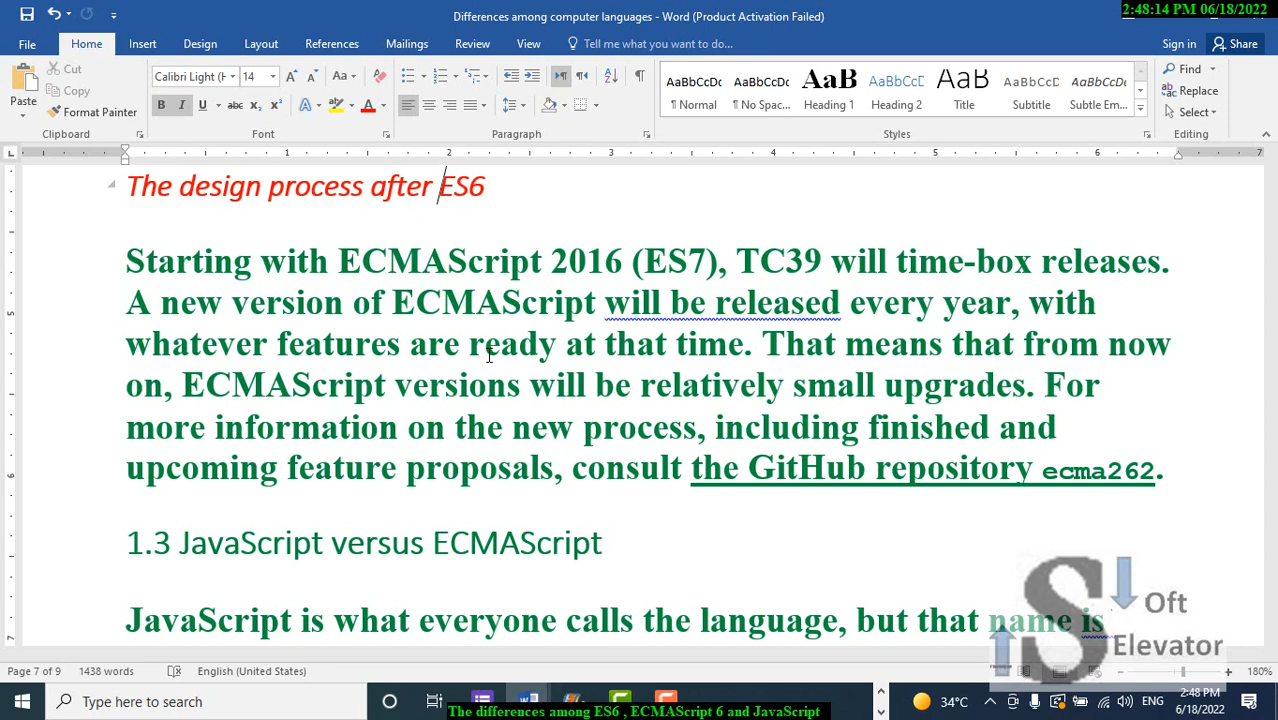 Differences among computer languages - Word (Product Activation Failed)
2:48:14 PM 06/18/2022
File Home Insert Design Layout References Mailings Review View Tell me what you want to do... Sign in Share
Paste
Cut
Copy
Format Painter
Clipboard
Calibri Light (H 14
Font
Paragraph
AaBbCcDc AaBbCcDc AaB AaBbCcD AaB AaBbCcD AaBbCcDc
¶ Normal ¶ No Spac... Heading 1 Heading 2 Title Subtitle Subtle Em...
Styles
Find
Replace
Select
Editing
1 2 3 4 5 6 7
The design process after ES6
Starting with ECMAScript 2016 (ES7), TC39 will time-box releases.
A new version of ECMAScript will be released every year, with
whatever features are ready at that time. That means that from now
on, ECMAScript versions will be relatively small upgrades. For
more information on the new process, including finished and
upcoming feature proposals, consult the GitHub repository ecma262.
1.3 JavaScript versus ECMAScript
JavaScript is what everyone calls the language, but that name is
S Oft
Elevator
Page 7 of 9 1438 words English (United States) 180%
Type here to search
34°C ENG
2:48 PM
6/18/2022
The differences among ES6 , ECMAScript 6 and JavaScript